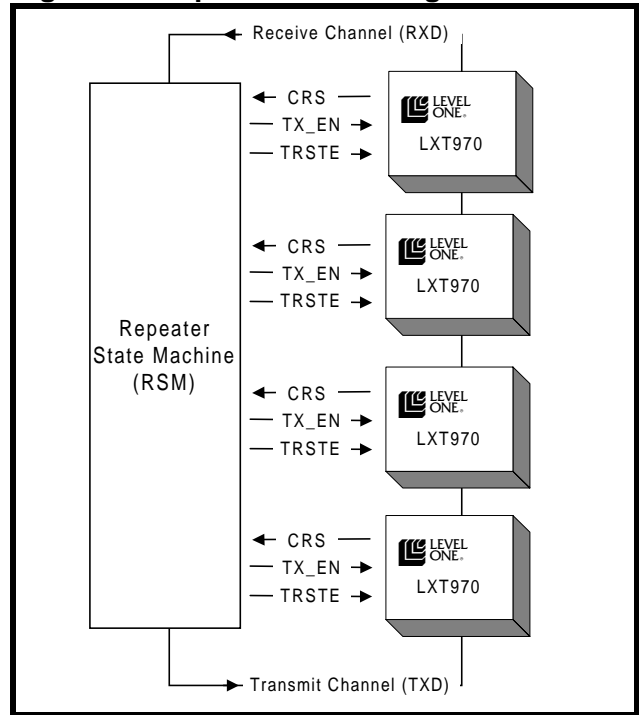 Receive Channel (RXD)
CRS
TX_EN
TRSTE
LEVEL
ONE®
LXT970
CRS
TX_EN
TRSTE
LEVEL
ONE®
LXT970
Repeater
State Machine
(RSM)
CRS
TX_EN
TRSTE
LEVEL
ONE®
LXT970
CRS
TX_EN
TRSTE
LEVEL
ONE®
LXT970
Transmit Channel (TXD)